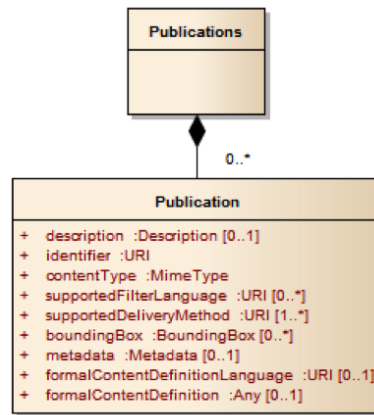 Publications
0..*
Publication
+ description :Description [0..1]
+ identifier :URI
+ contentType :MimeType
+ supportedFilterLanguage :URI [0..*]
+ supportedDeliveryMethod :URI [1..*]
+ boundingBox :BoundingBox [0..*]
+ metadata :Metadata [0..1]
+ formalContentDefinitionLanguage :URI [0..1]
+ formalContentDefinition :Any [0..1]